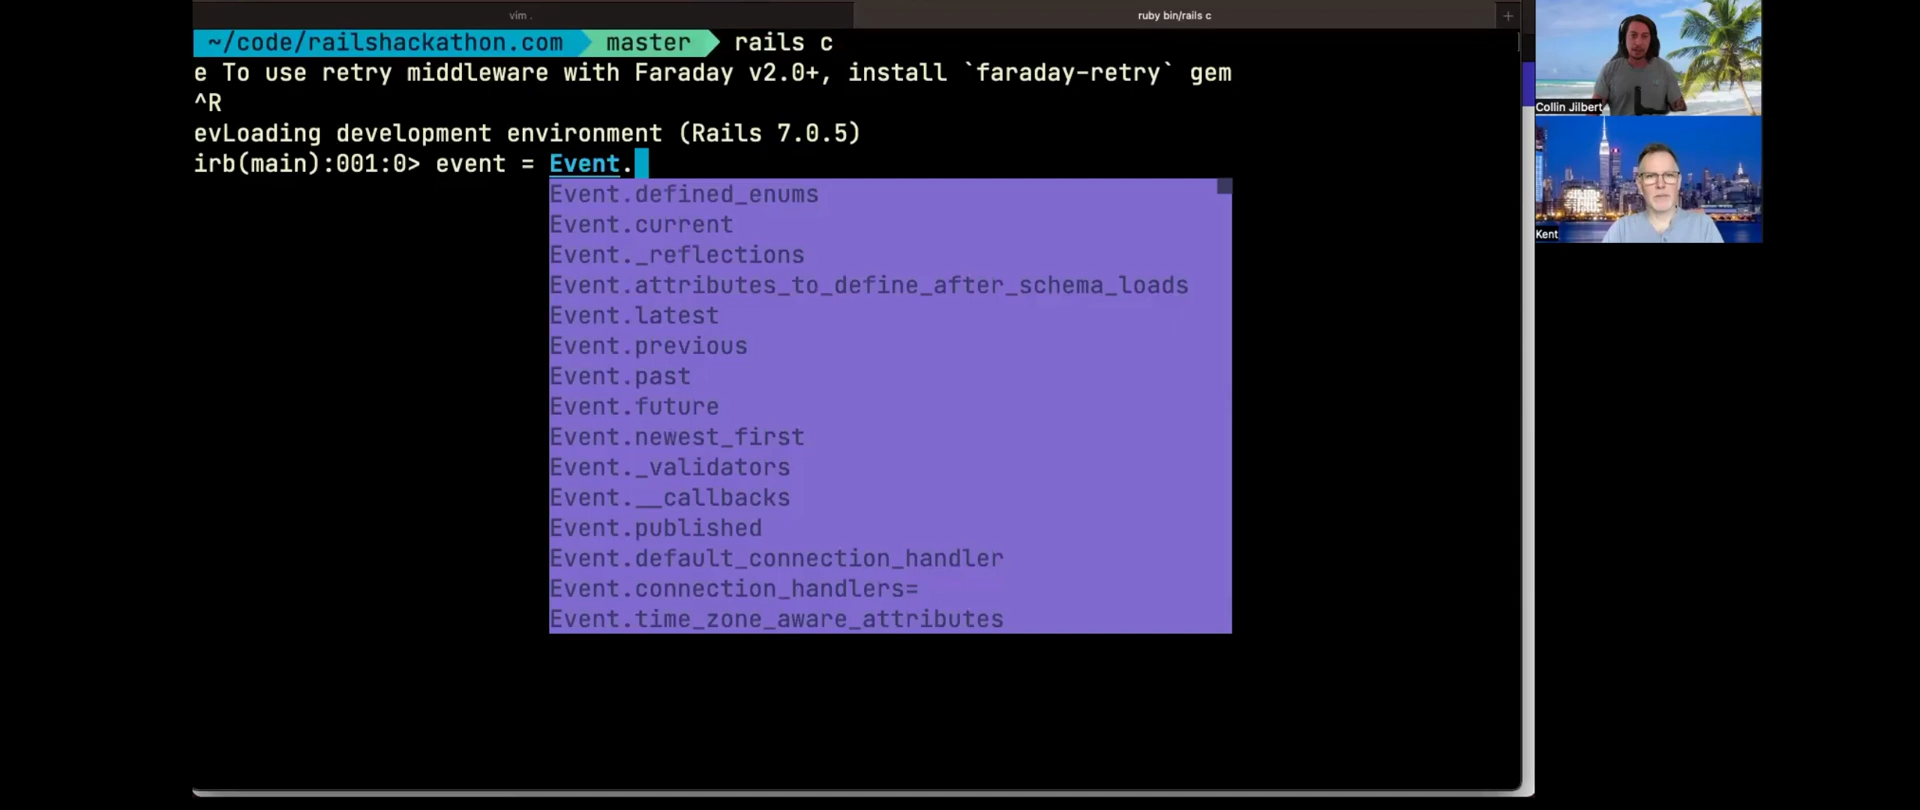 vim .
ruby bin/rails c
+
~/code/railshackathon.com master rails c
e To use retry middleware with Faraday v2.0+, install `faraday-retry` gem
^R
evLoading development environment (Rails 7.0.5)
irb(main):001:0> event = Event.
Event.defined_enums
Event.current
Event._reflections
Event.attributes_to_define_after_schema_loads
Event.latest
Event.previous
Event.past
Event.future
Event.newest_first
Event._validators
Event.__callbacks
Event.published
Event.default_connection_handler
Event.connection_handlers=
Event.time_zone_aware_attributes
Collin Jilbert
Kent